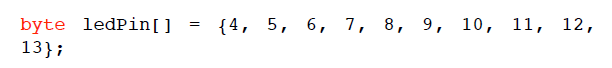 byte ledPin[] = {4, 5, 6, 7, 8, 9, 10, 11, 12,
13};